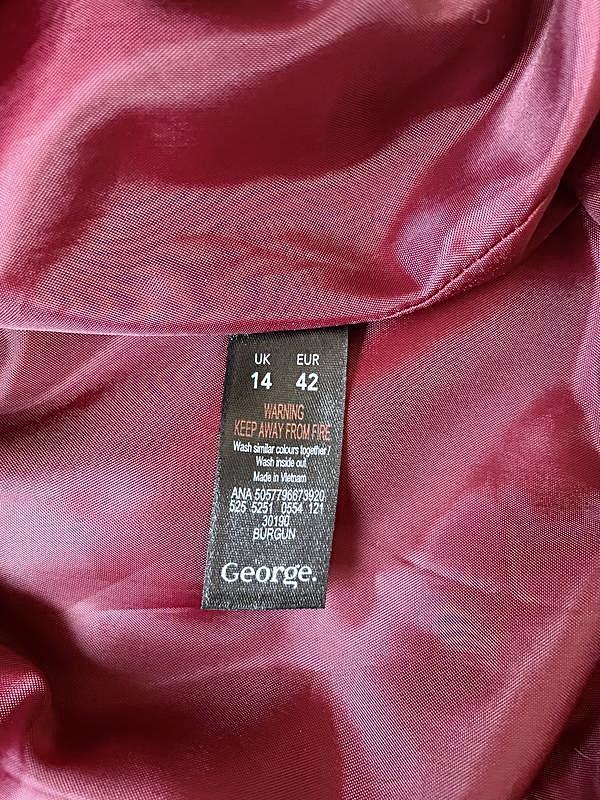 UK EUR
14 42
WARNING
KEEP AWAY FROM FIRE
Wash similar colours together /
Wash inside out
Made in Vietnam
ANA 5057796673920
525 5251 0554 121
30190
BURGUN
George.